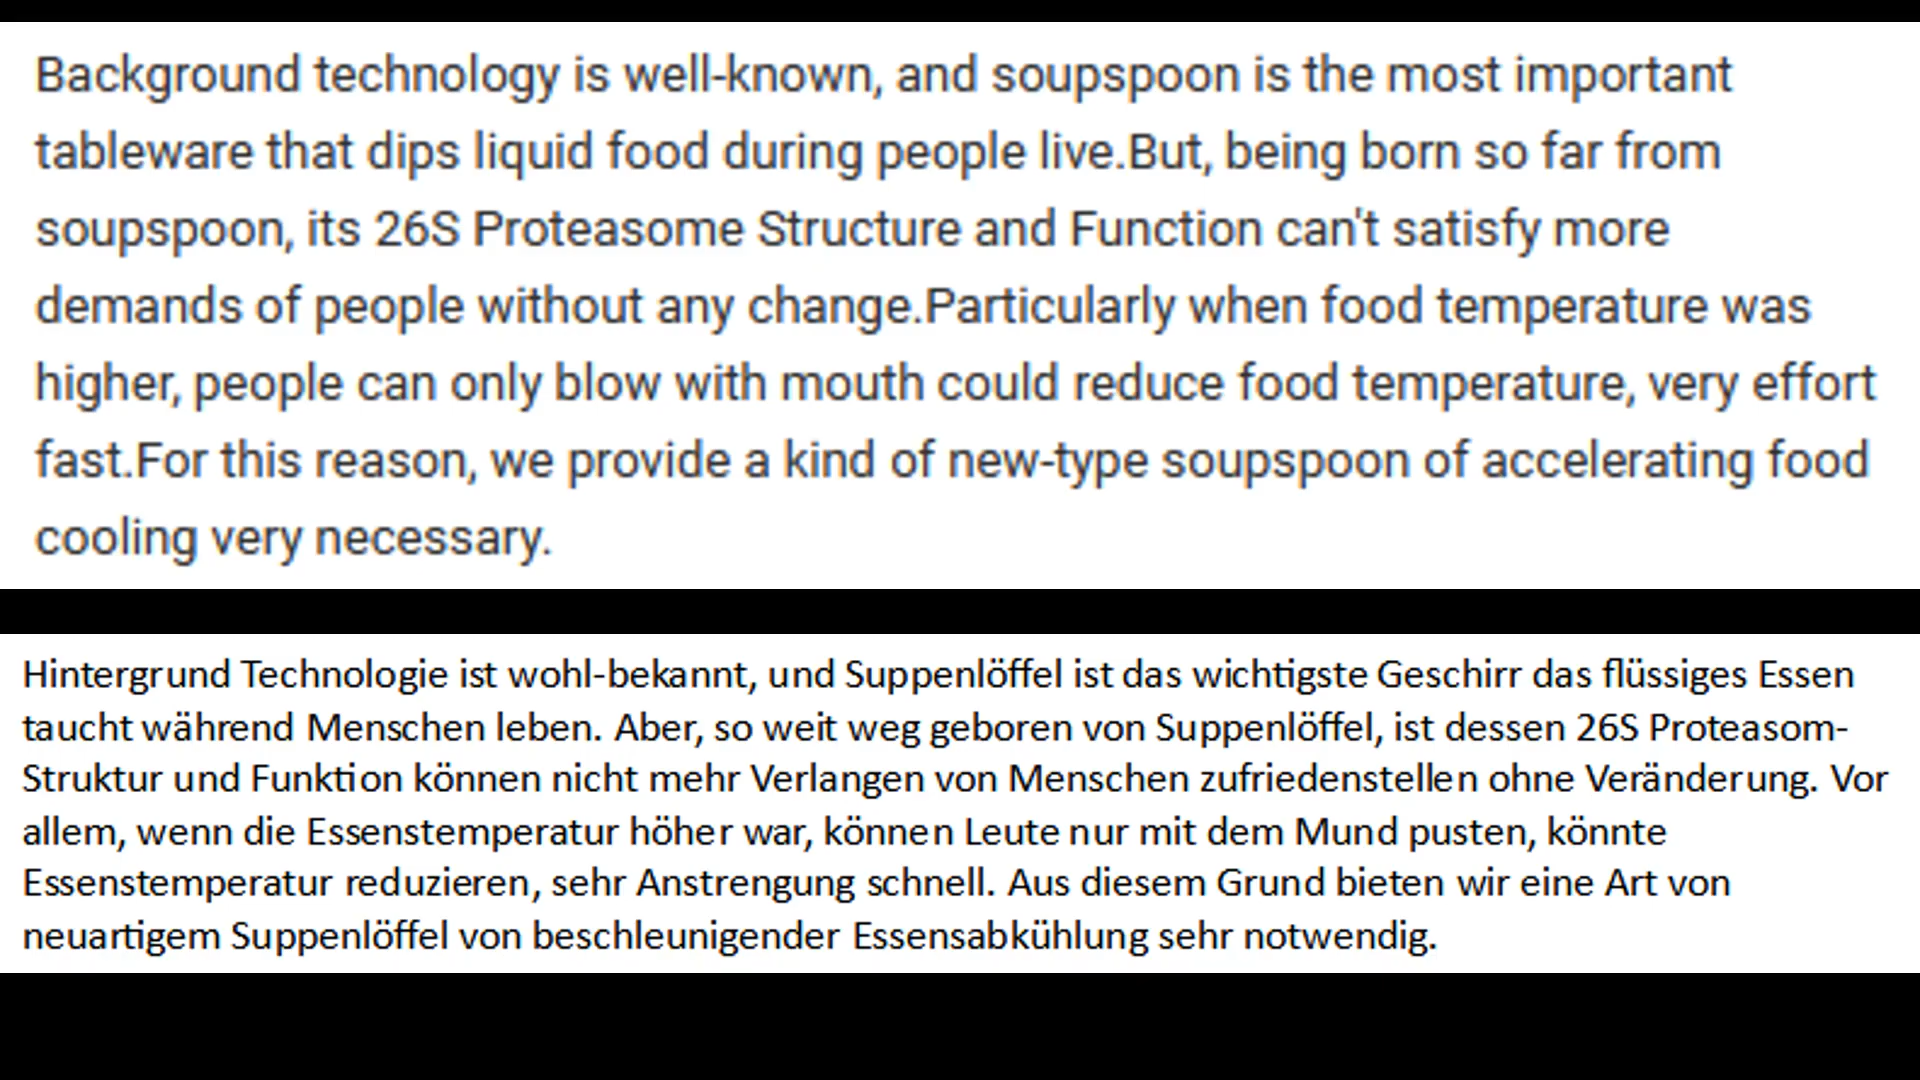 Background technology is well-known, and soupspoon is the most important
tableware that dips liquid food during people live.But, being born so far from
soupspoon, its 26S Proteasome Structure and Function can't satisfy more
demands of people without any change.Particularly when food temperature was
higher, people can only blow with mouth could reduce food temperature, very effort
fast.For this reason, we provide a kind of new-type soupspoon of accelerating food
cooling very necessary.
Hintergrund Technologie ist wohl-bekannt, und Suppenlöffel ist das wichtigste Geschirr das flüssiges Essen
taucht während Menschen leben. Aber, so weit weg geboren von Suppenlöffel, ist dessen 26S Proteasom-
Struktur und Funktion können nicht mehr Verlangen von Menschen zufriedenstellen ohne Veränderung. Vor
allem, wenn die Essenstemperatur höher war, können Leute nur mit dem Mund pusten, könnte
Essenstemperatur reduzieren, sehr Anstrengung schnell. Aus diesem Grund bieten wir eine Art von
neuartigem Suppenlöffel von beschleunigender Essensabkühlung sehr notwendig.